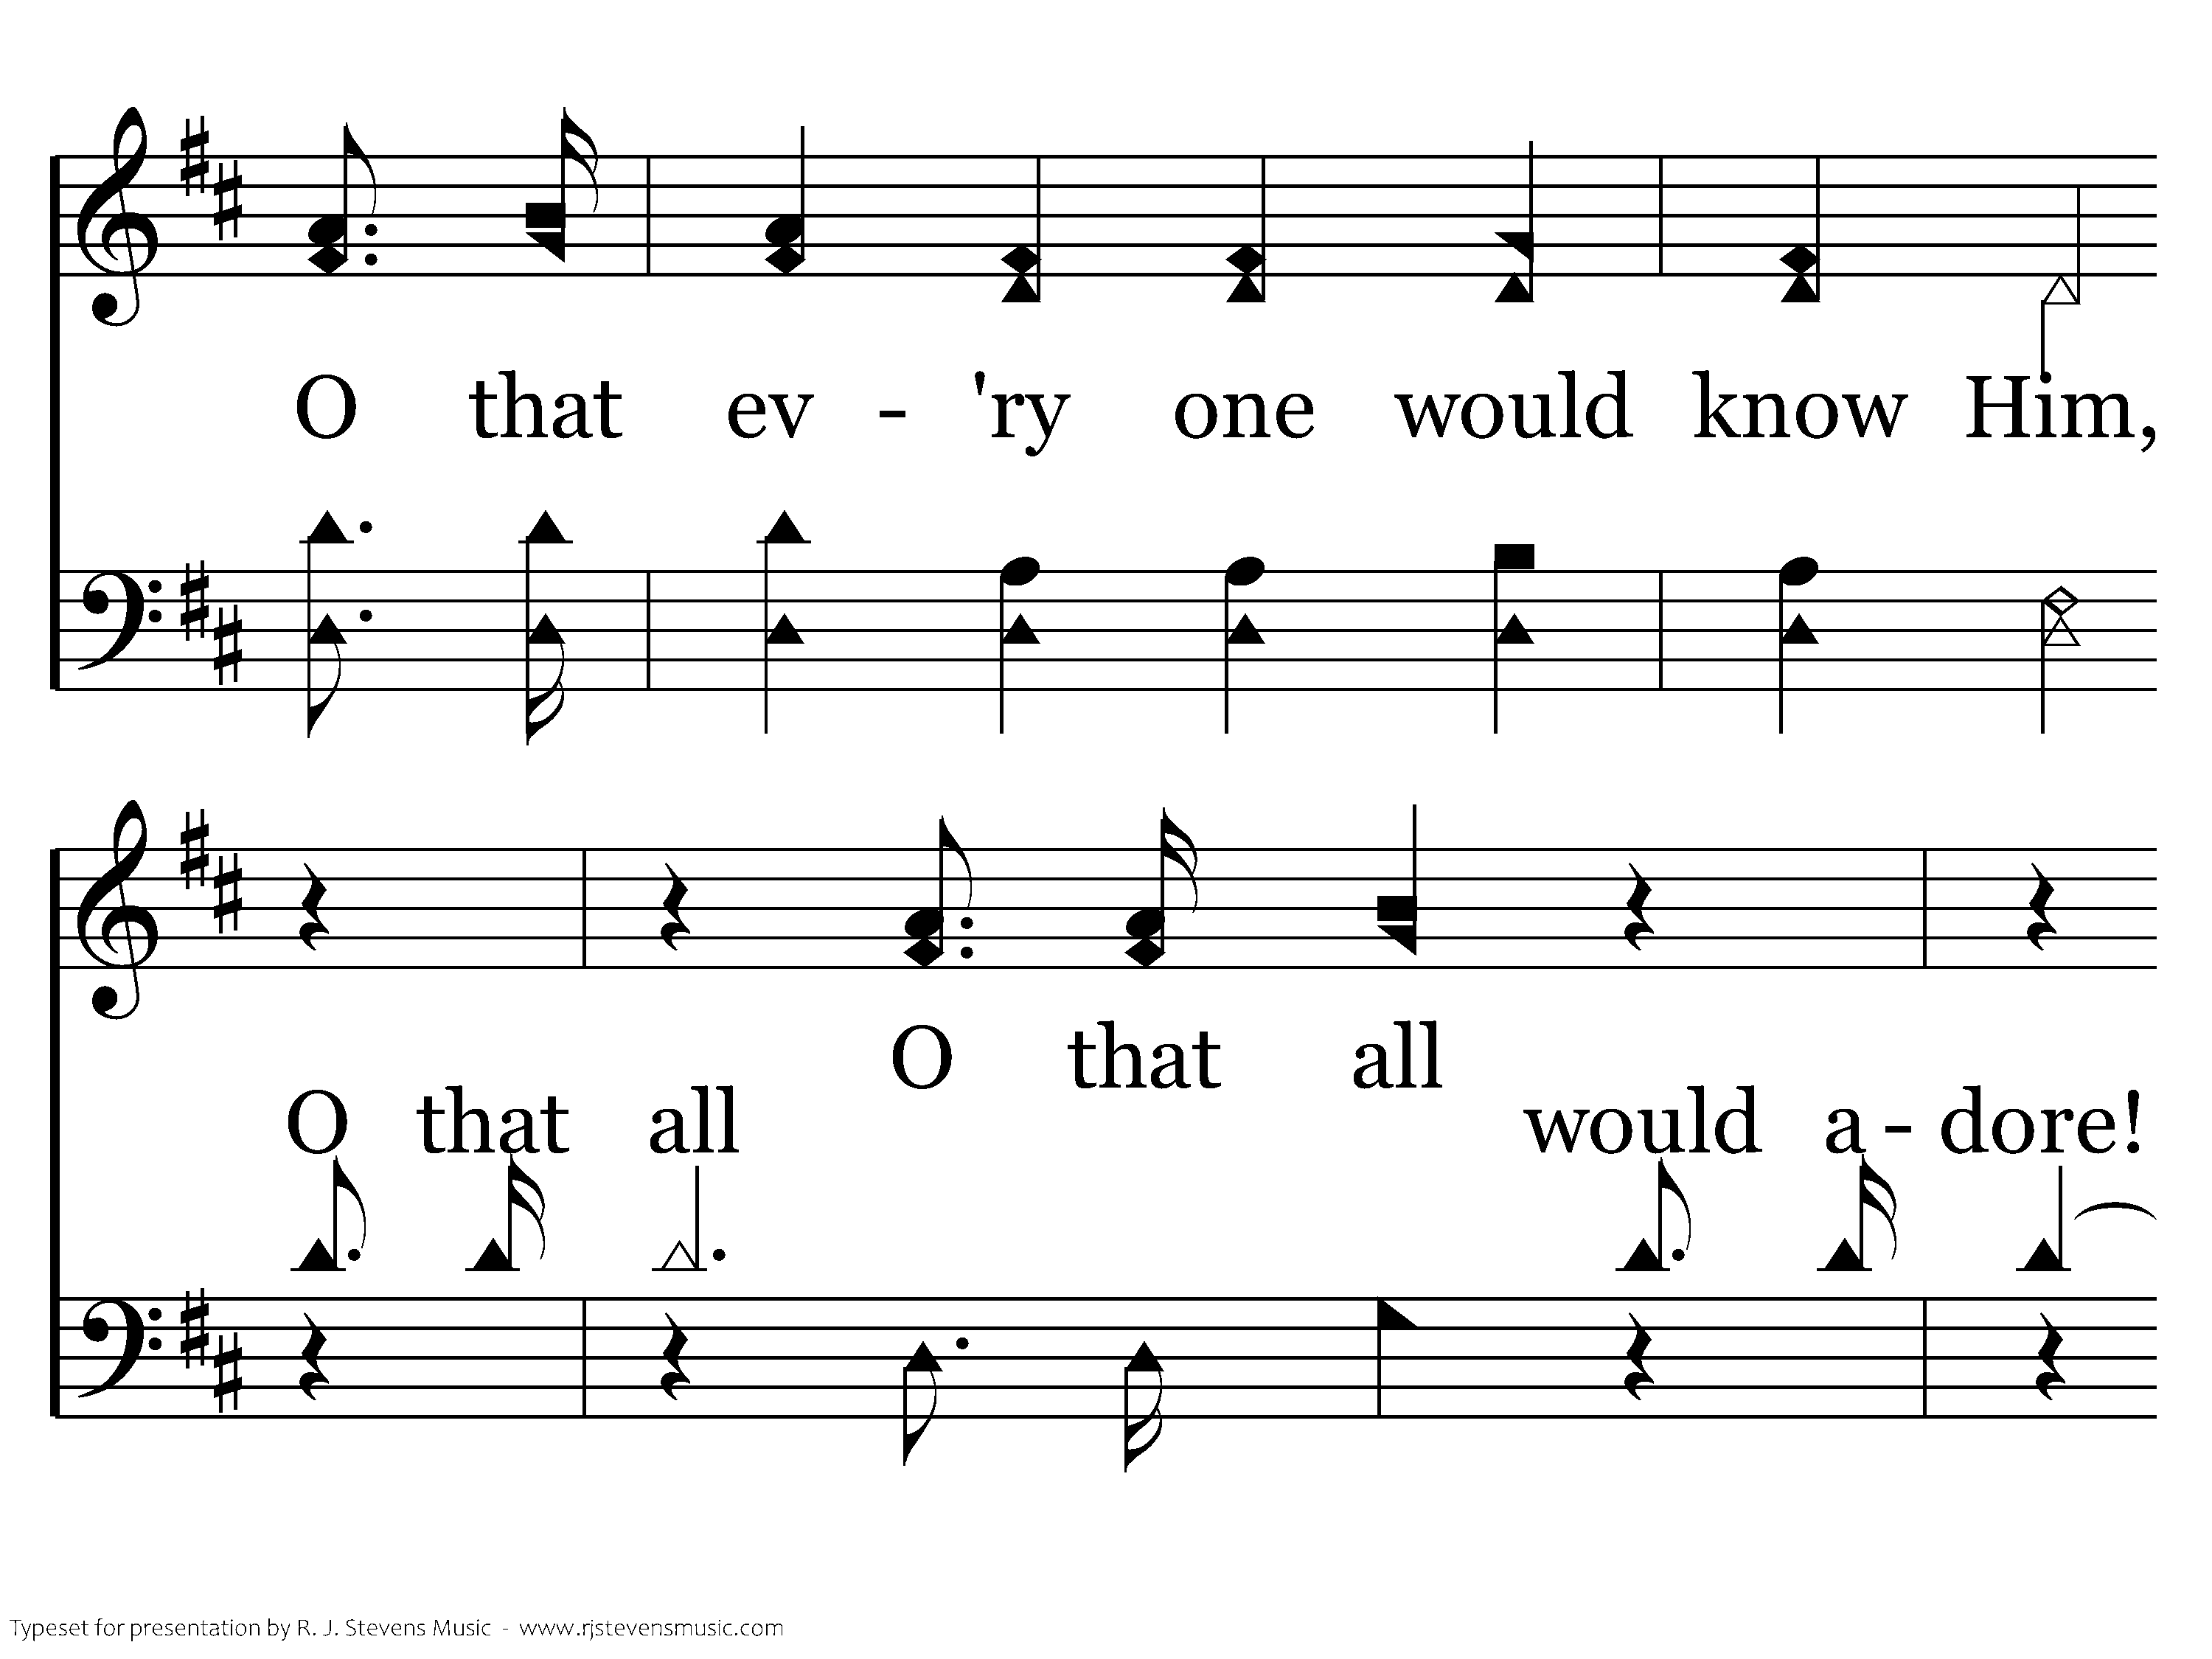 O that ev - 'ry one would know Him,
O that all
O that all would a - dore!
Typeset for presentation by R. J. Stevens Music - www.rjstevensmusic.com